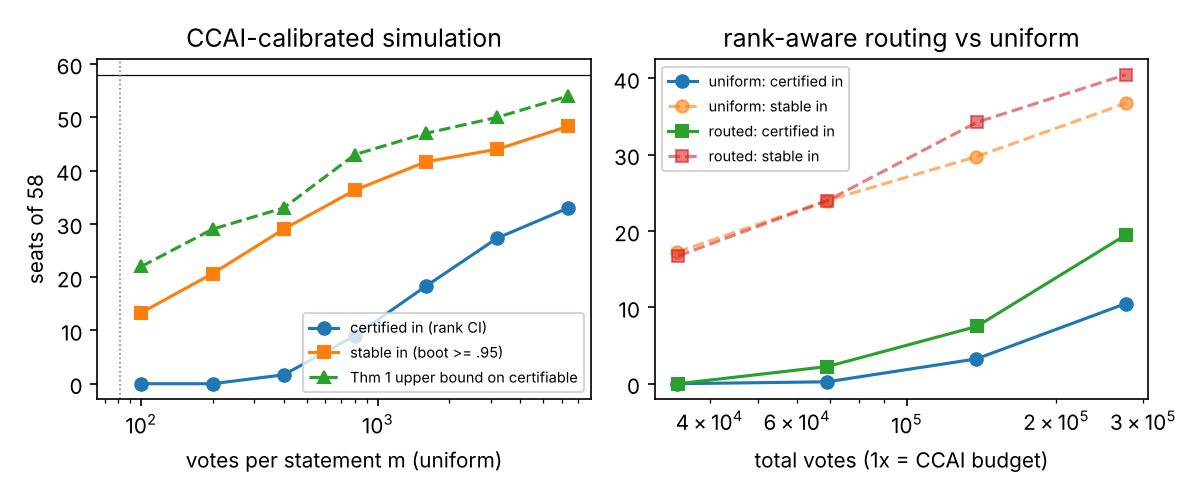 CCAI-calibrated simulation
60
50
40
30
20
10
0
seats of 58
certified in (rank CI)
stable in (boot >= .95)
Thm 1 upper bound on certifiable
10²
10³
votes per statement m (uniform)
rank-aware routing vs uniform
40
30
20
10
0
uniform: certified in
uniform: stable in
routed: certified in
routed: stable in
4 × 10⁴
6 × 10⁴
10⁵
2 × 10⁵
3 × 10⁵
total votes (1x = CCAI budget)